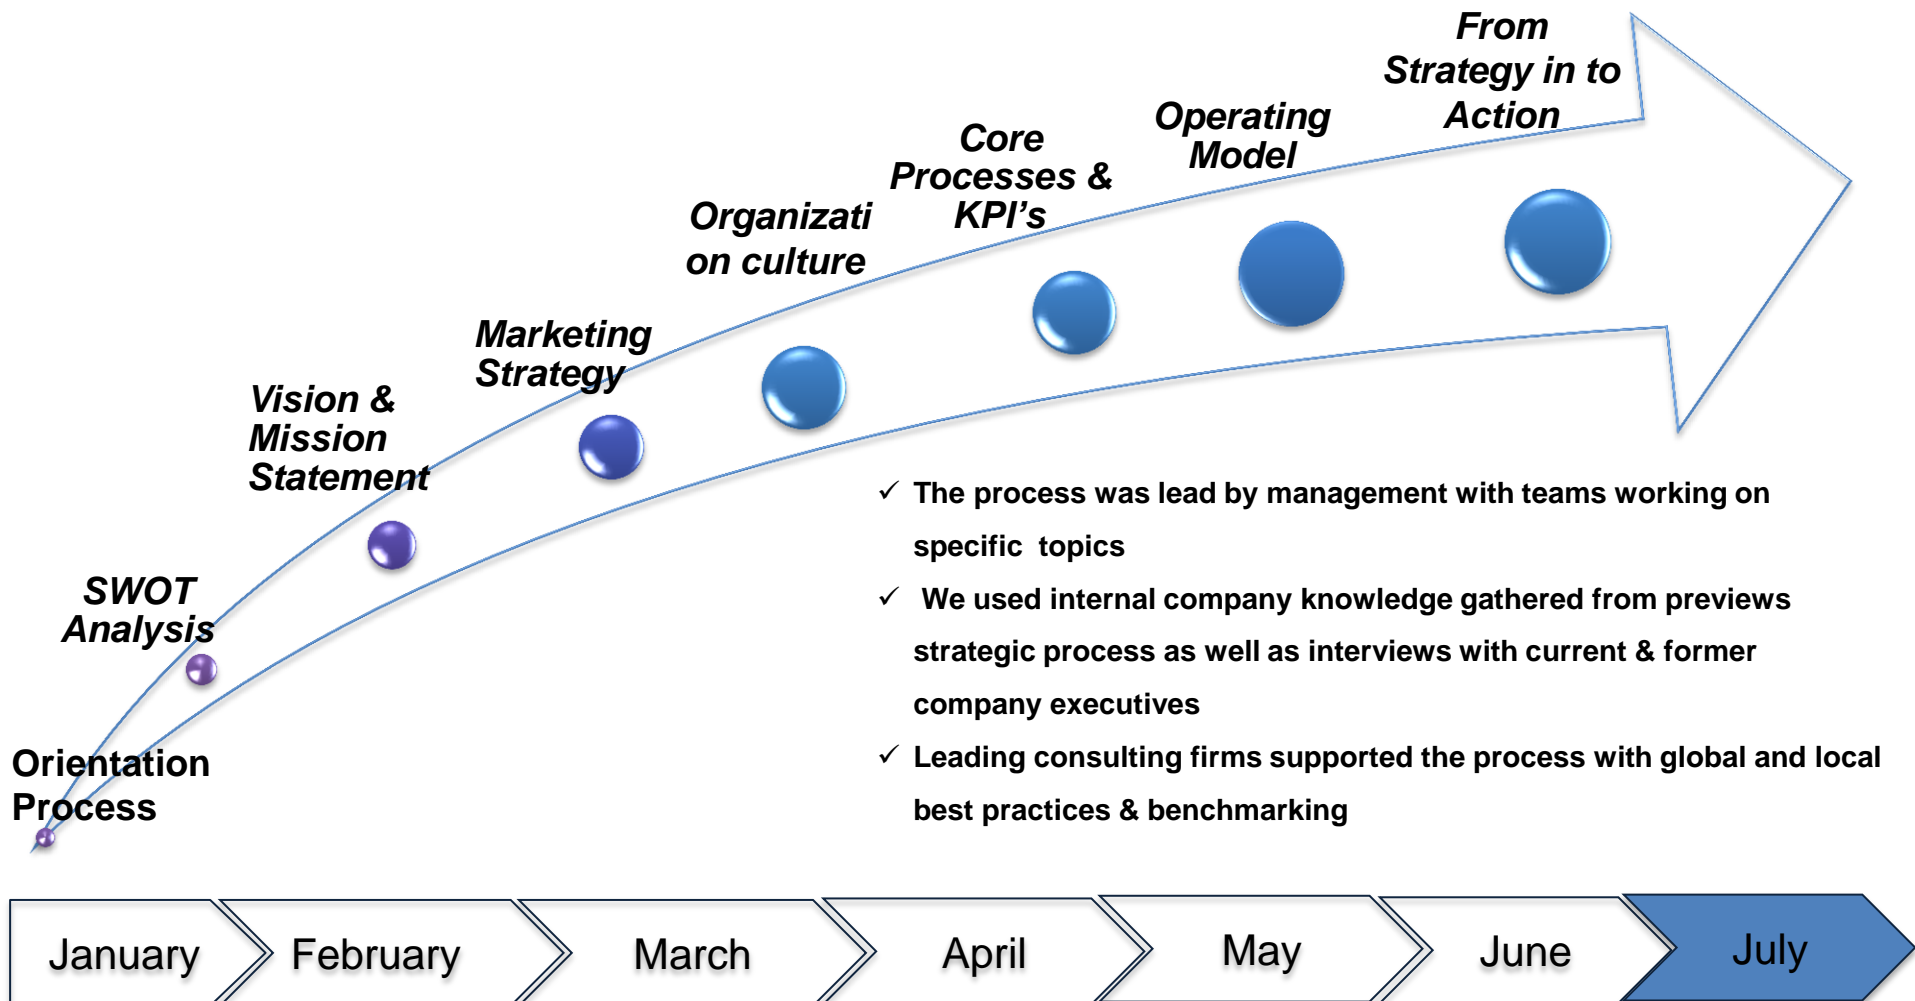 From
Strategy in to
Action
Operating
Model
Core
Processes &
KPI’s
Organizati
on culture
Marketing
Strategy
Vision &
Mission
Statement
SWOT
Analysis
Orientation
Process
✓ The process was lead by management with teams working on
specific topics
✓ We used internal company knowledge gathered from previews
strategic process as well as interviews with current & former
company executives
✓ Leading consulting firms supported the process with global and local
best practices & benchmarking
January
February
March
April
May
June
July